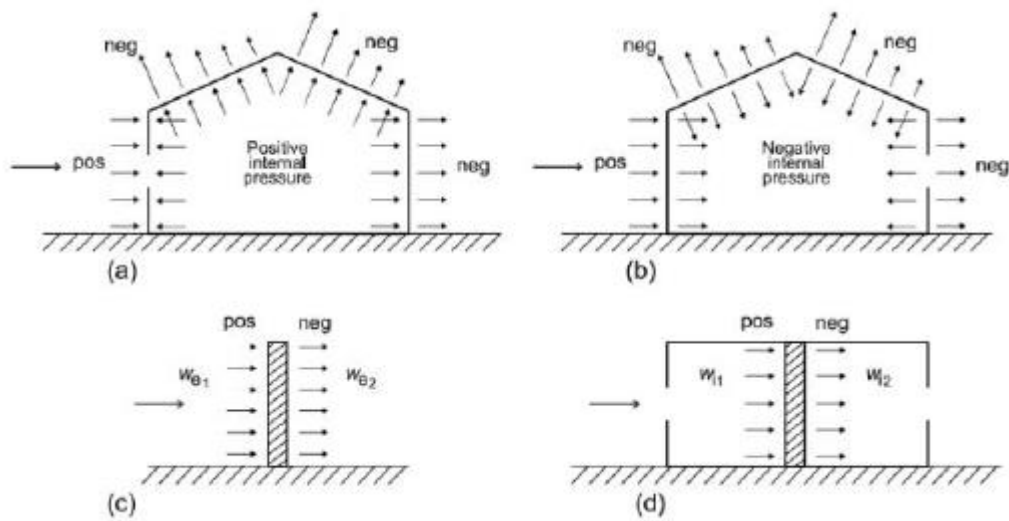 neg
neg
pos
Positive
internal
pressure
neg
(a)
neg
neg
pos
Negative
internal
pressure
neg
(b)
pos neg
We1
We2
(c)
pos neg
Wi1
Wi2
(d)